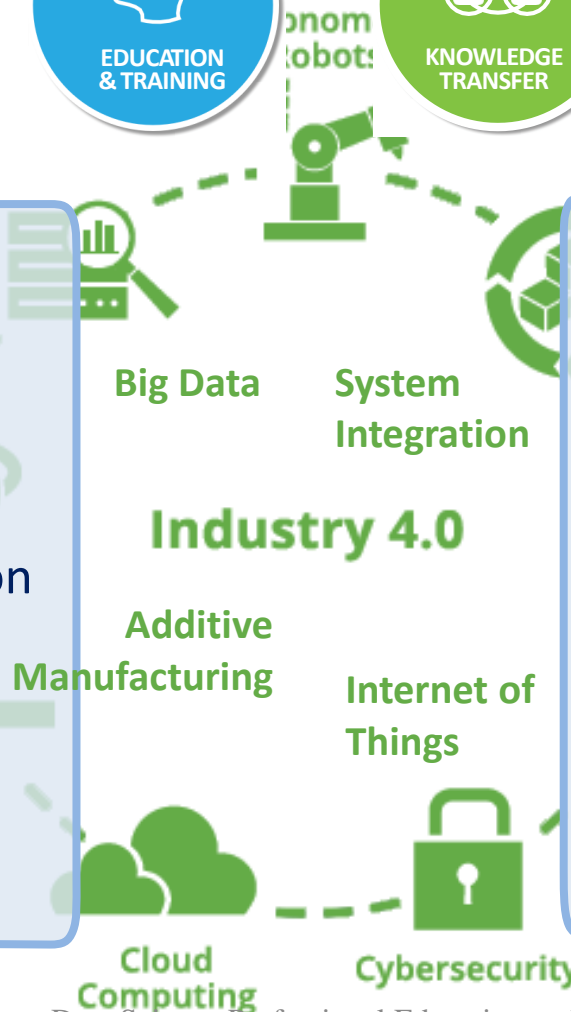 EDUCATION
& TRAINING
KNOWLEDGE
TRANSFER
Big Data
System
Integration
Industry 4.0
on
Additive
Manufacturing
Internet of
Things
Cloud
Computing
Cybersecurity